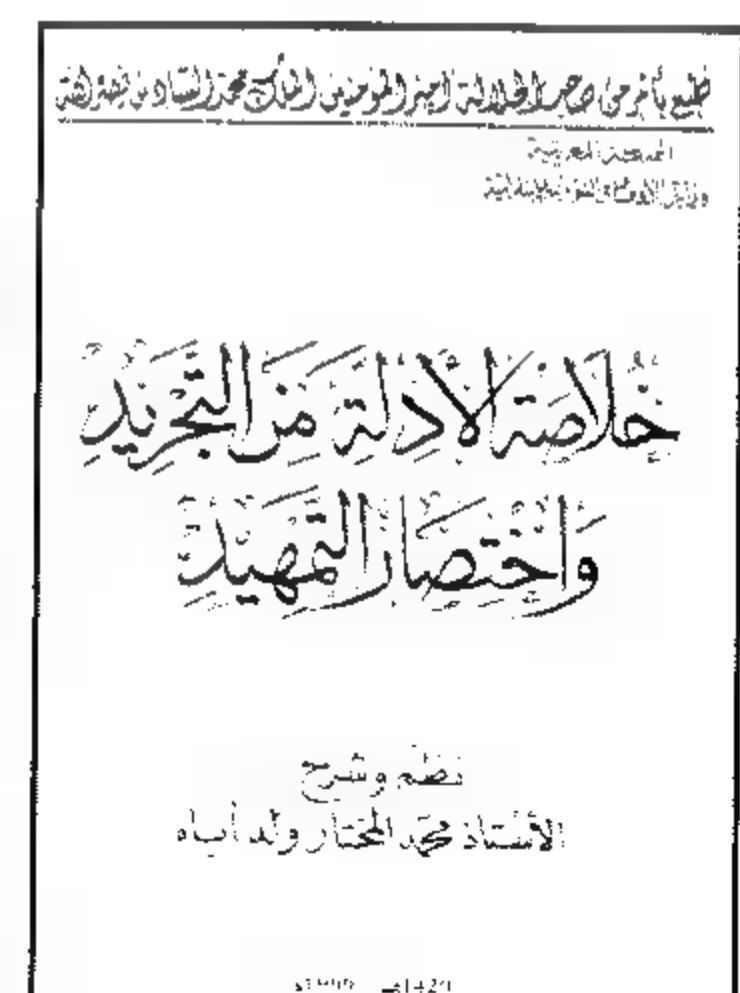 طبع بأمر من صاحب الجلالة أمير المؤمنين الملك محمد السادس نصره الله
المملكة المغربية
وزارة الأوقاف والشؤون الإسلامية
خُلاصة الأدلة من التجريد
واختصار التمهيد
نظم وشرح
الأستاذ محمد المختار ولد أباه